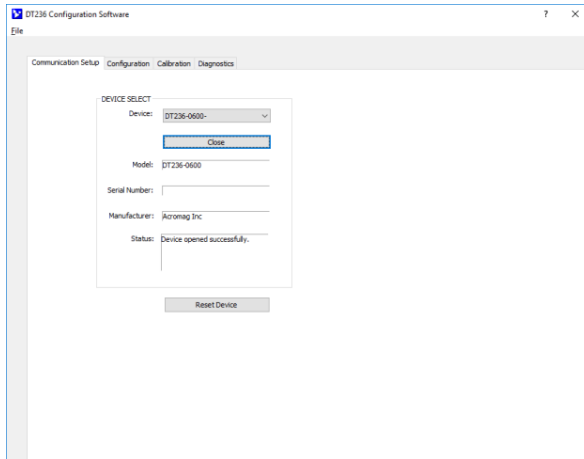 DT236 Configuration Software
? ×
File
Communication Setup Configuration Calibration Diagnostics
DEVICE SELECT
Device: DT236-0600-
Close
Model: DT236-0600
Serial Number:
Manufacturer: Acromag Inc
Status: Device opened successfully.
Reset Device